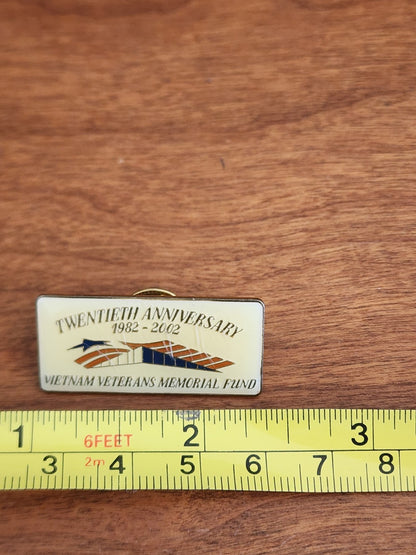 TWENTIETH ANNIVERSARY
1982 - 2002
VIETNAM VETERANS MEMORIAL FUND
1 6FEET 2 3
3 2m 4 5 6 7 8